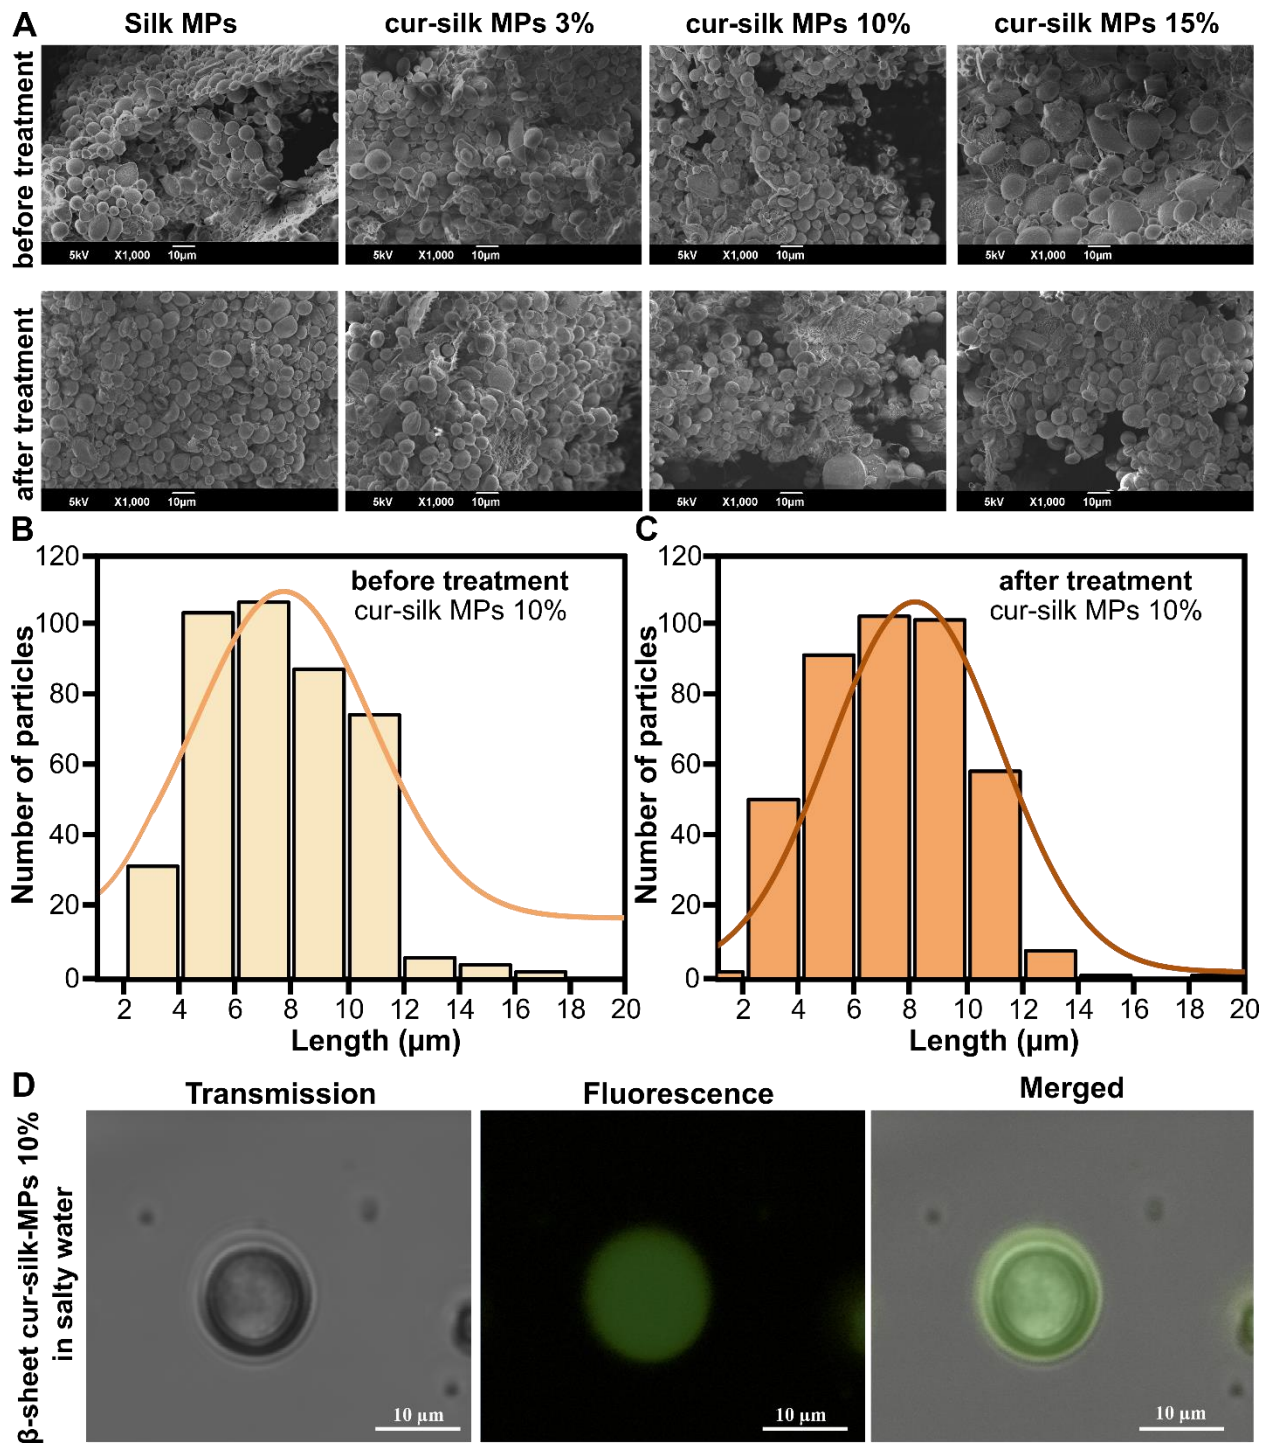 A
Silk MPs
cur-silk MPs 3%
cur-silk MPs 10%
cur-silk MPs 15%
before treatment
5kV X1,000 10µm
5kV X1,000 10µm
5kV X1,000 10µm
5kV X1,000 10µm
after treatment
5kV X1,000 10µm
5kV X1,000 10µm
5kV X1,000 10µm
5kV X1,000 10µm
B
before treatment
cur-silk MPs 10%
Number of particles
120
100
80
60
40
20
0
2 4 6 8 10 12 14 16 18 20
Length (µm)
C
after treatment
cur-silk MPs 10%
Number of particles
120
100
80
60
40
20
0
2 4 6 8 10 12 14 16 18 20
Length (µm)
D
Transmission
Fluorescence
Merged
β-sheet cur-silk-MPs 10%
in salty water
10 µm
10 µm
10 µm